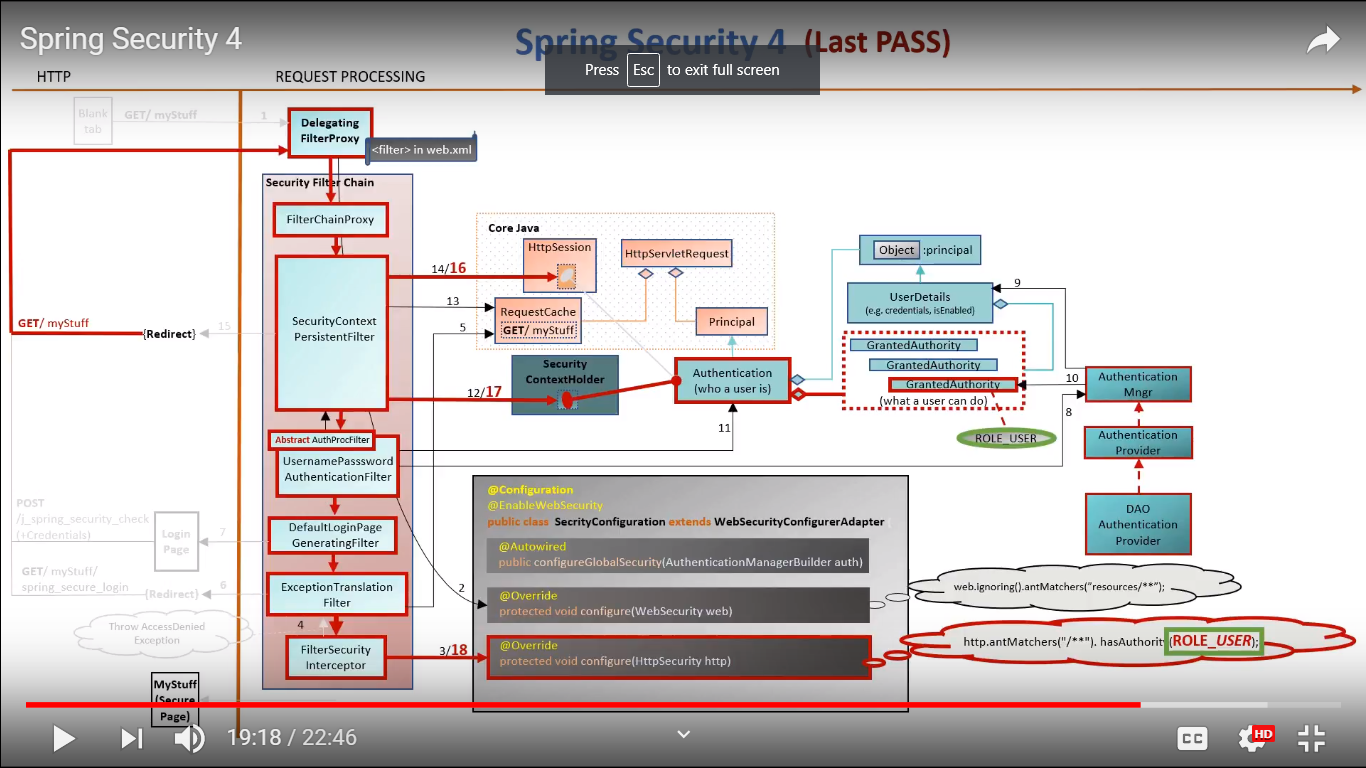 Spring Security 4
Spring Security 4 (Last PASS)
Press Esc to exit full screen
HTTP
REQUEST PROCESSING
Blank
tab
GET/ myStuff
1
Delegating
FilterProxy
<filter> in web.xml
Security Filter Chain
FilterChainProxy
Core Java
HttpSession
HttpServletRequest
Object :principal
14/16
9
UserDetails
(e.g. credentials, isEnabled)
13
RequestCache
GET/ myStuff
Principal
5
GET/ myStuff
{Redirect}
15
SecurityContext
PersistentFilter
GrantedAuthority
GrantedAuthority
GrantedAuthority
(what a user can do)
Security
ContextHolder
Authentication
(who a user is)
10
Authentication
Mngr
12/17
8
11
ROLE_USER
Abstract AuthProcFilter
UsernamePasssword
AuthenticationFilter
Authentication
Provider
@Configuration
@EnableWebSecurity
public class SecrityConfiguration extends WebSecurityConfigurerAdapter {
POST
/j_spring_security_check
(+Credentials)
Login
Page
7
DefaultLoginPage
GeneratingFilter
DAO
Authentication
Provider
@Autowired
public configureGlobalSecurity(AuthenticationManagerBuilder auth)
GET/ myStuff/
spring_secure_login
{Redirect}
6
ExceptionTranslation
Filter
2
@Override
protected void configure(WebSecurity web)
web.ignoring().antMatchers("resources/**");
Throw AccessDenied
Exception
4
FilterSecurity
Interceptor
3/18
@Override
protected void configure(HttpSecurity http)
http.antMatchers("/**"). hasAuthorit (ROLE_USER);
MyStuff
(Secure
Page)
19:18 / 22:46
CC
HD